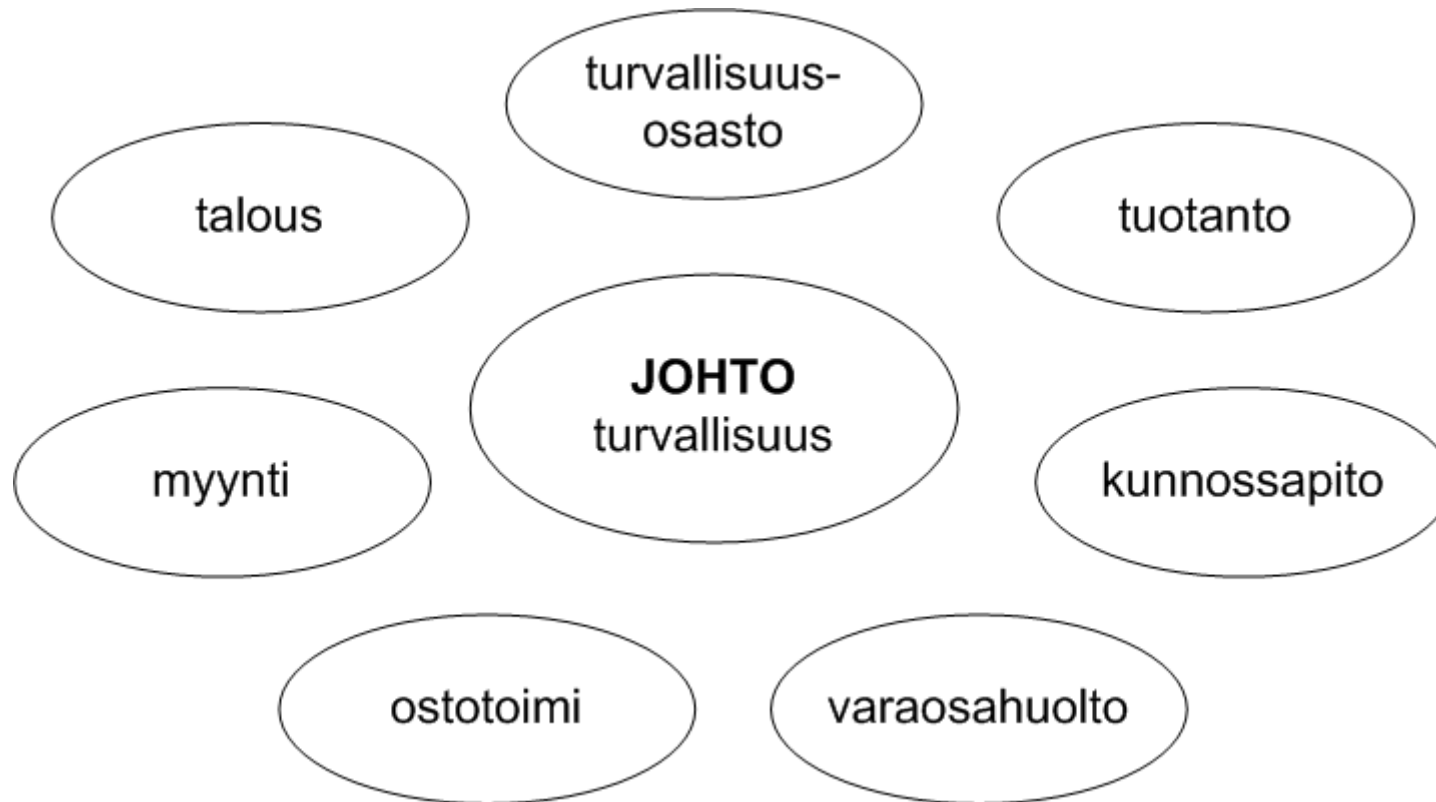 turvallisuus-
osasto
talous
tuotanto
JOHTO
turvallisuus
myynti
kunnossapito
ostotoimi
varaosahuolto